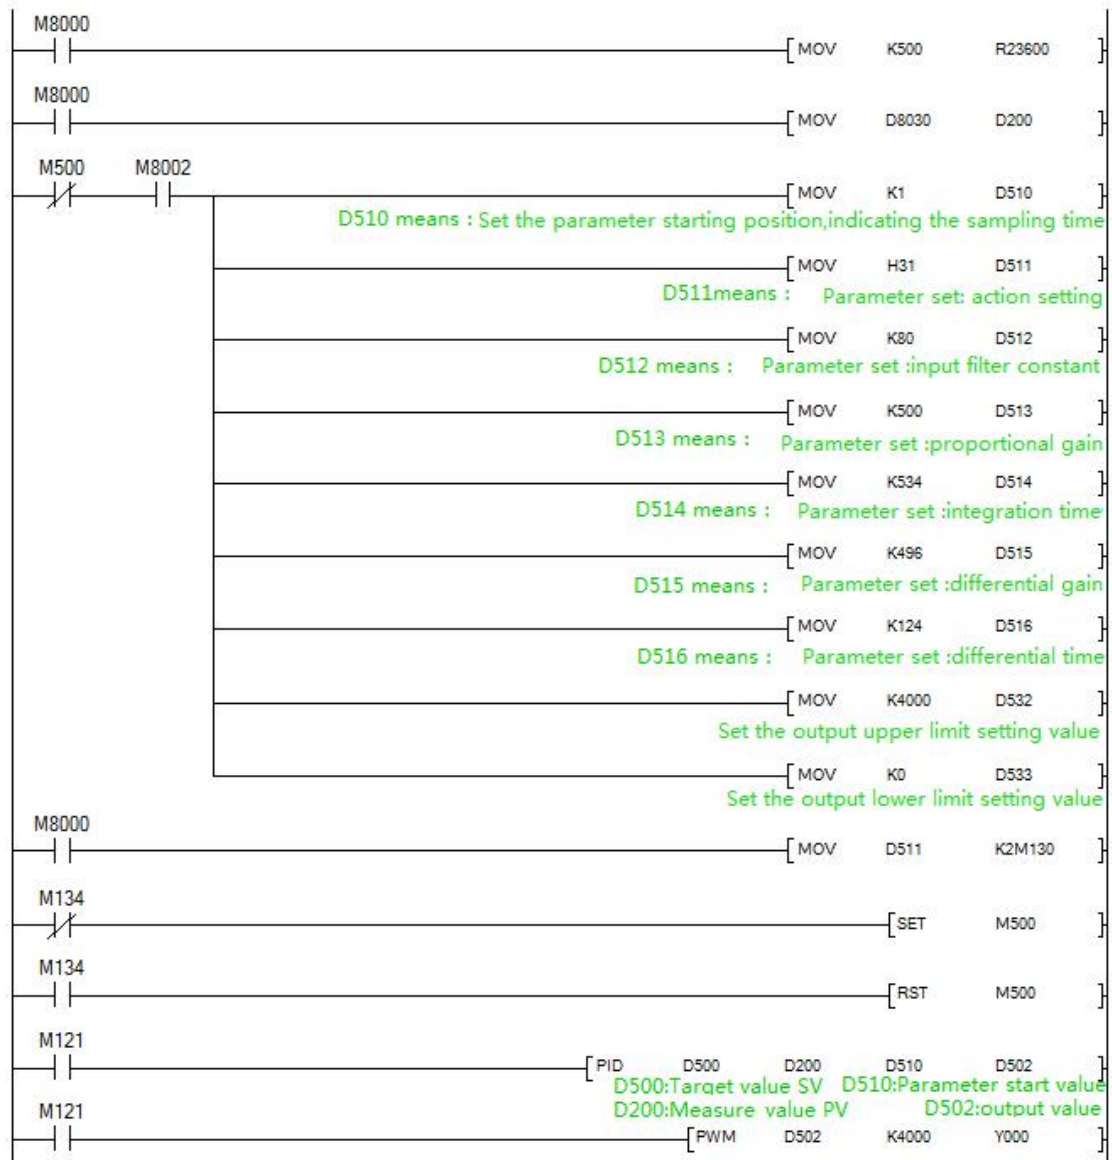 M8000
MOV K500 R23600
M8000
MOV D8030 D200
M500 M8002
MOV K1 D510
D510 means : Set the parameter starting position,indicating the sampling time
MOV H31 D511
D511means : Parameter set: action setting
MOV K80 D512
D512 means : Parameter set :input filter constant
MOV K500 D513
D513 means : Parameter set :proportional gain
MOV K534 D514
D514 means : Parameter set :integration time
MOV K496 D515
D515 means : Parameter set :differential gain
MOV K124 D516
D516 means : Parameter set :differential time
MOV K4000 D532
Set the output upper limit setting value
MOV K0 D533
Set the output lower limit setting value
M8000
MOV D511 K2M130
M134
SET M500
M134
RST M500
M121
PID D500 D200 D510 D502
D500:Target value SV D510:Parameter start value
D200:Measure value PV D502:output value
M121
PWM D502 K4000 Y000